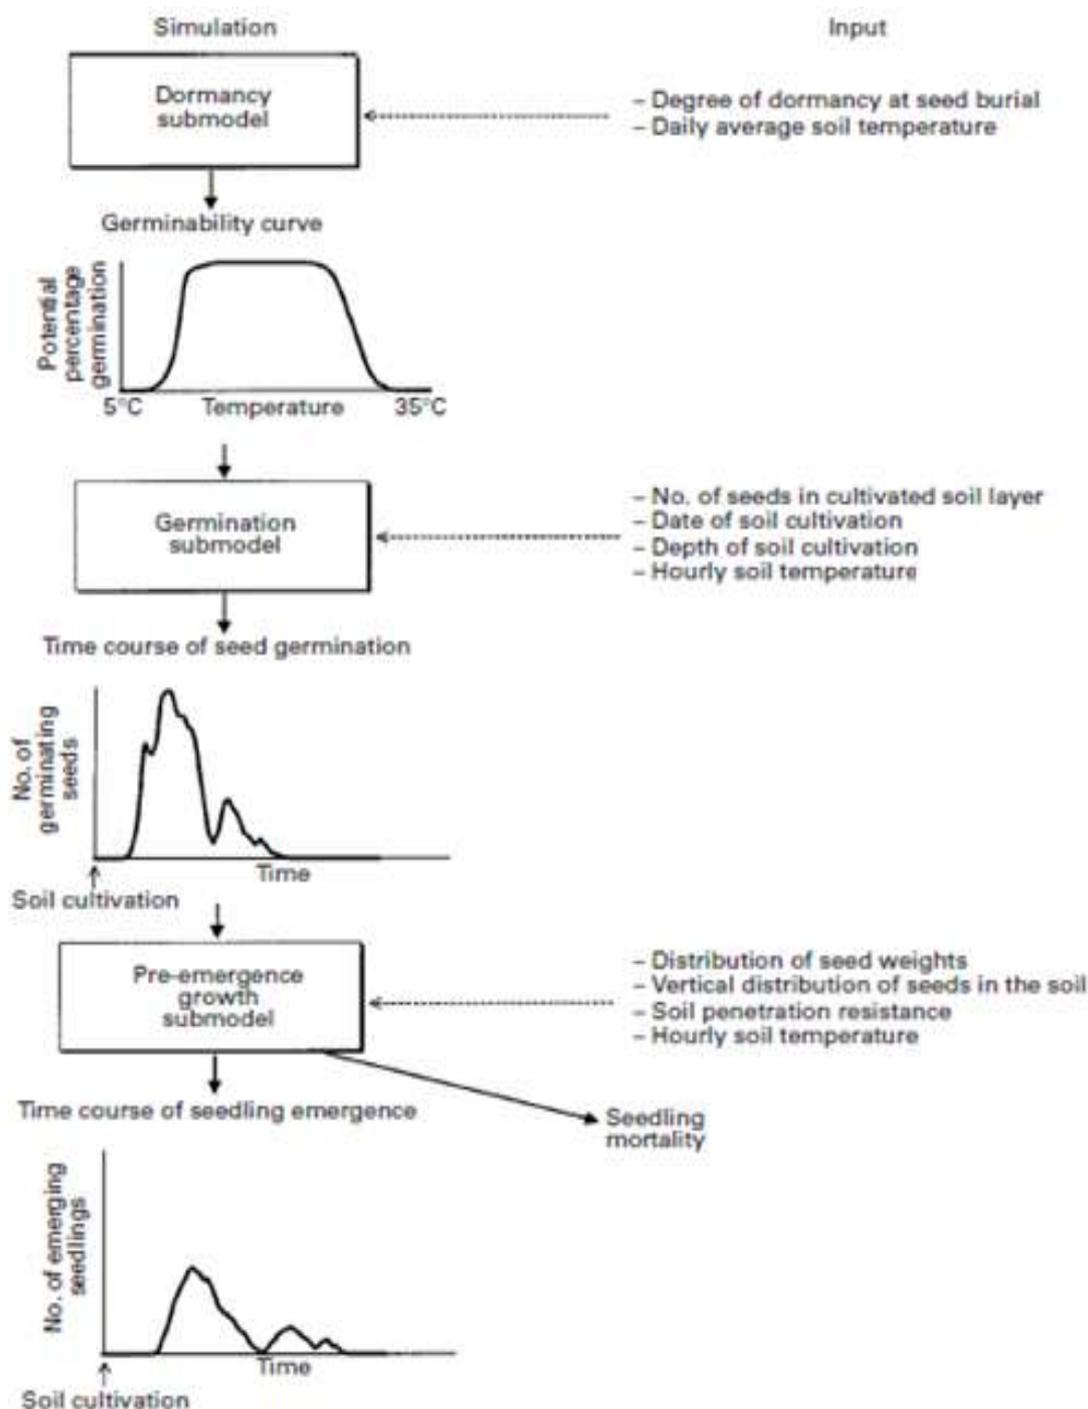 Simulation
Input
Dormancy
submodel
– Degree of dormancy at seed burial
– Daily average soil temperature
Germinability curve
Potential
percentage
germination
5°C
Temperature
35°C
Germination
submodel
– No. of seeds in cultivated soil layer
– Date of soil cultivation
– Depth of soil cultivation
– Hourly soil temperature
Time course of seed germination
No. of
germinating
seeds
Time
Soil cultivation
Pre-emergence
growth
submodel
– Distribution of seed weights
– Vertical distribution of seeds in the soil
– Soil penetration resistance
– Hourly soil temperature
Time course of seedling emergence
Seedling
mortality
No. of emerging
seedlings
Time
Soil cultivation